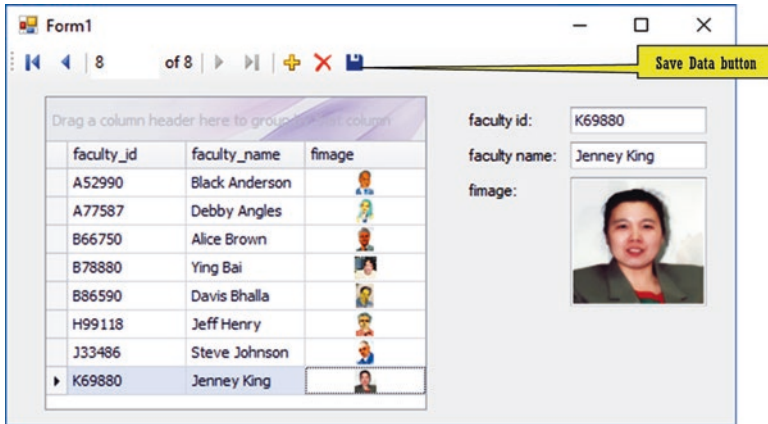 Form1
8 of 8
Save Data button
Drag a column header here to group by that column
faculty_id faculty_name fimage
A52990 Black Anderson
A77587 Debby Angles
B66750 Alice Brown
B78880 Ying Bai
B86590 Davis Bhalla
H99118 Jeff Henry
J33486 Steve Johnson
K69880 Jenney King
faculty id: K69880
faculty name: Jenney King
fimage: